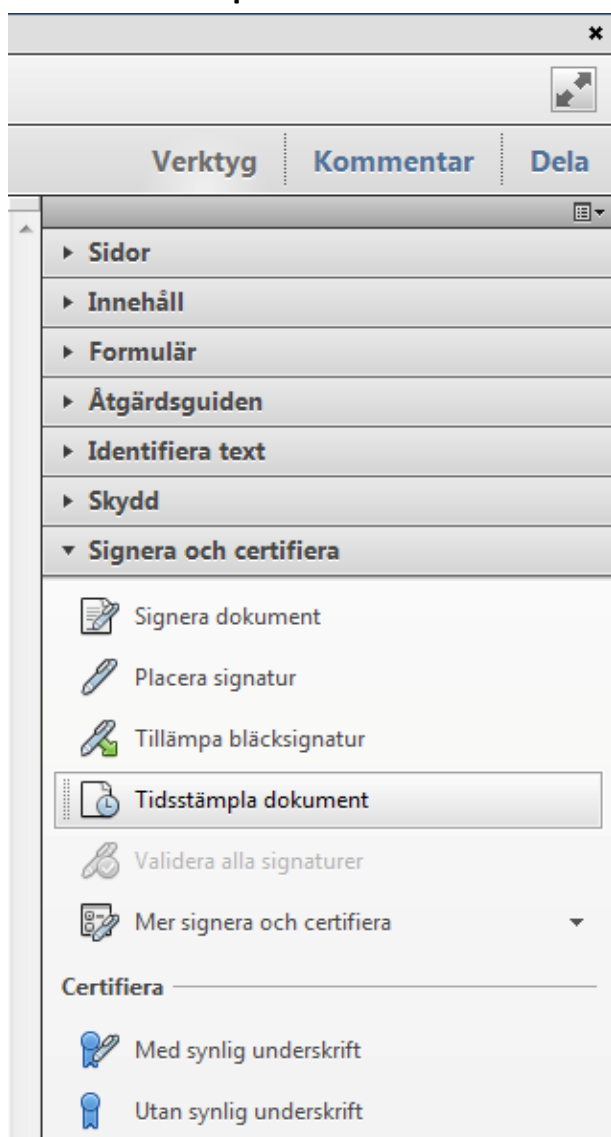 Verktyg Kommentar Dela
Sidor
Innehåll
Formulär
Åtgärdsguiden
Identifiera text
Skydd
Signera och certifiera
Signera dokument
Placera signatur
Tillämpa bläcksignatur
Tidsstämpla dokument
Validera alla signaturer
Mer signera och certifiera
Certifiera
Med synlig underskrift
Utan synlig underskrift